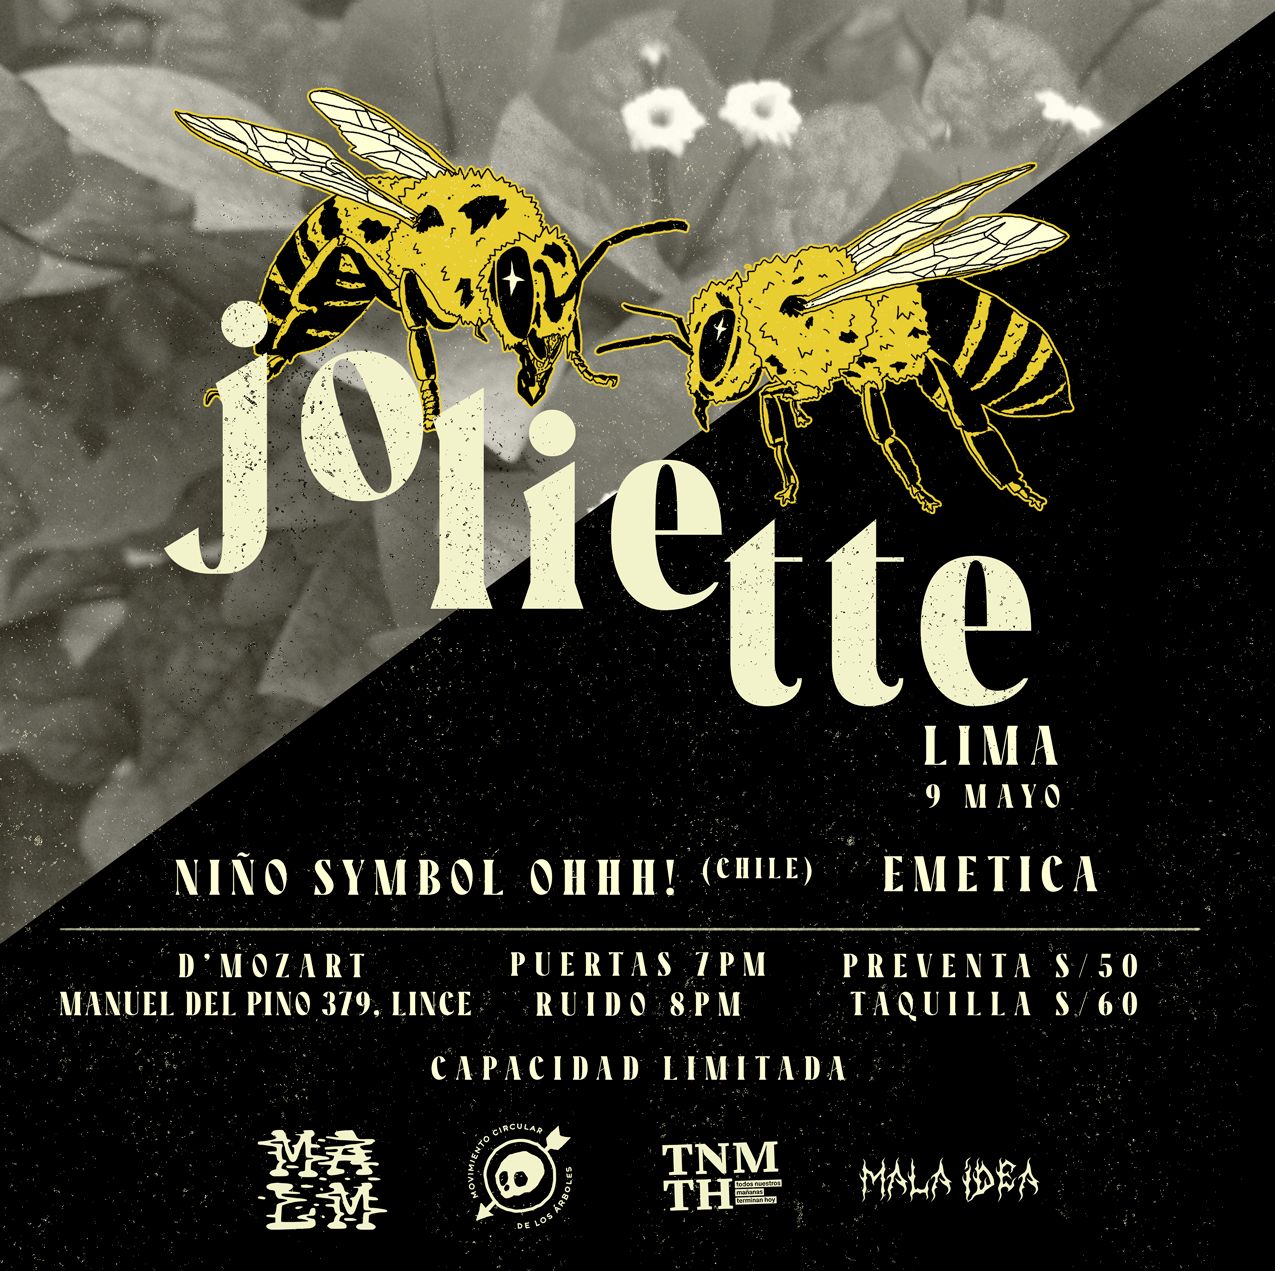 joliette
LIMA
9 MAYO
NIÑO SYMBOL OHHH! (CHILE)
EMETICA
D'MOZART
MANUEL DEL PINO 379, LINCE
PUERTAS 7PM
RUIDO 8PM
PREVENTA S/50
TAQUILLA S/60
CAPACIDAD LIMITADA
MA
LM
MOVIMIENTO CIRCULAR
DE LOS ÁRBOLES
TNM
TH
todos nuestros
mañanas
terminan hoy
MALA IDEA